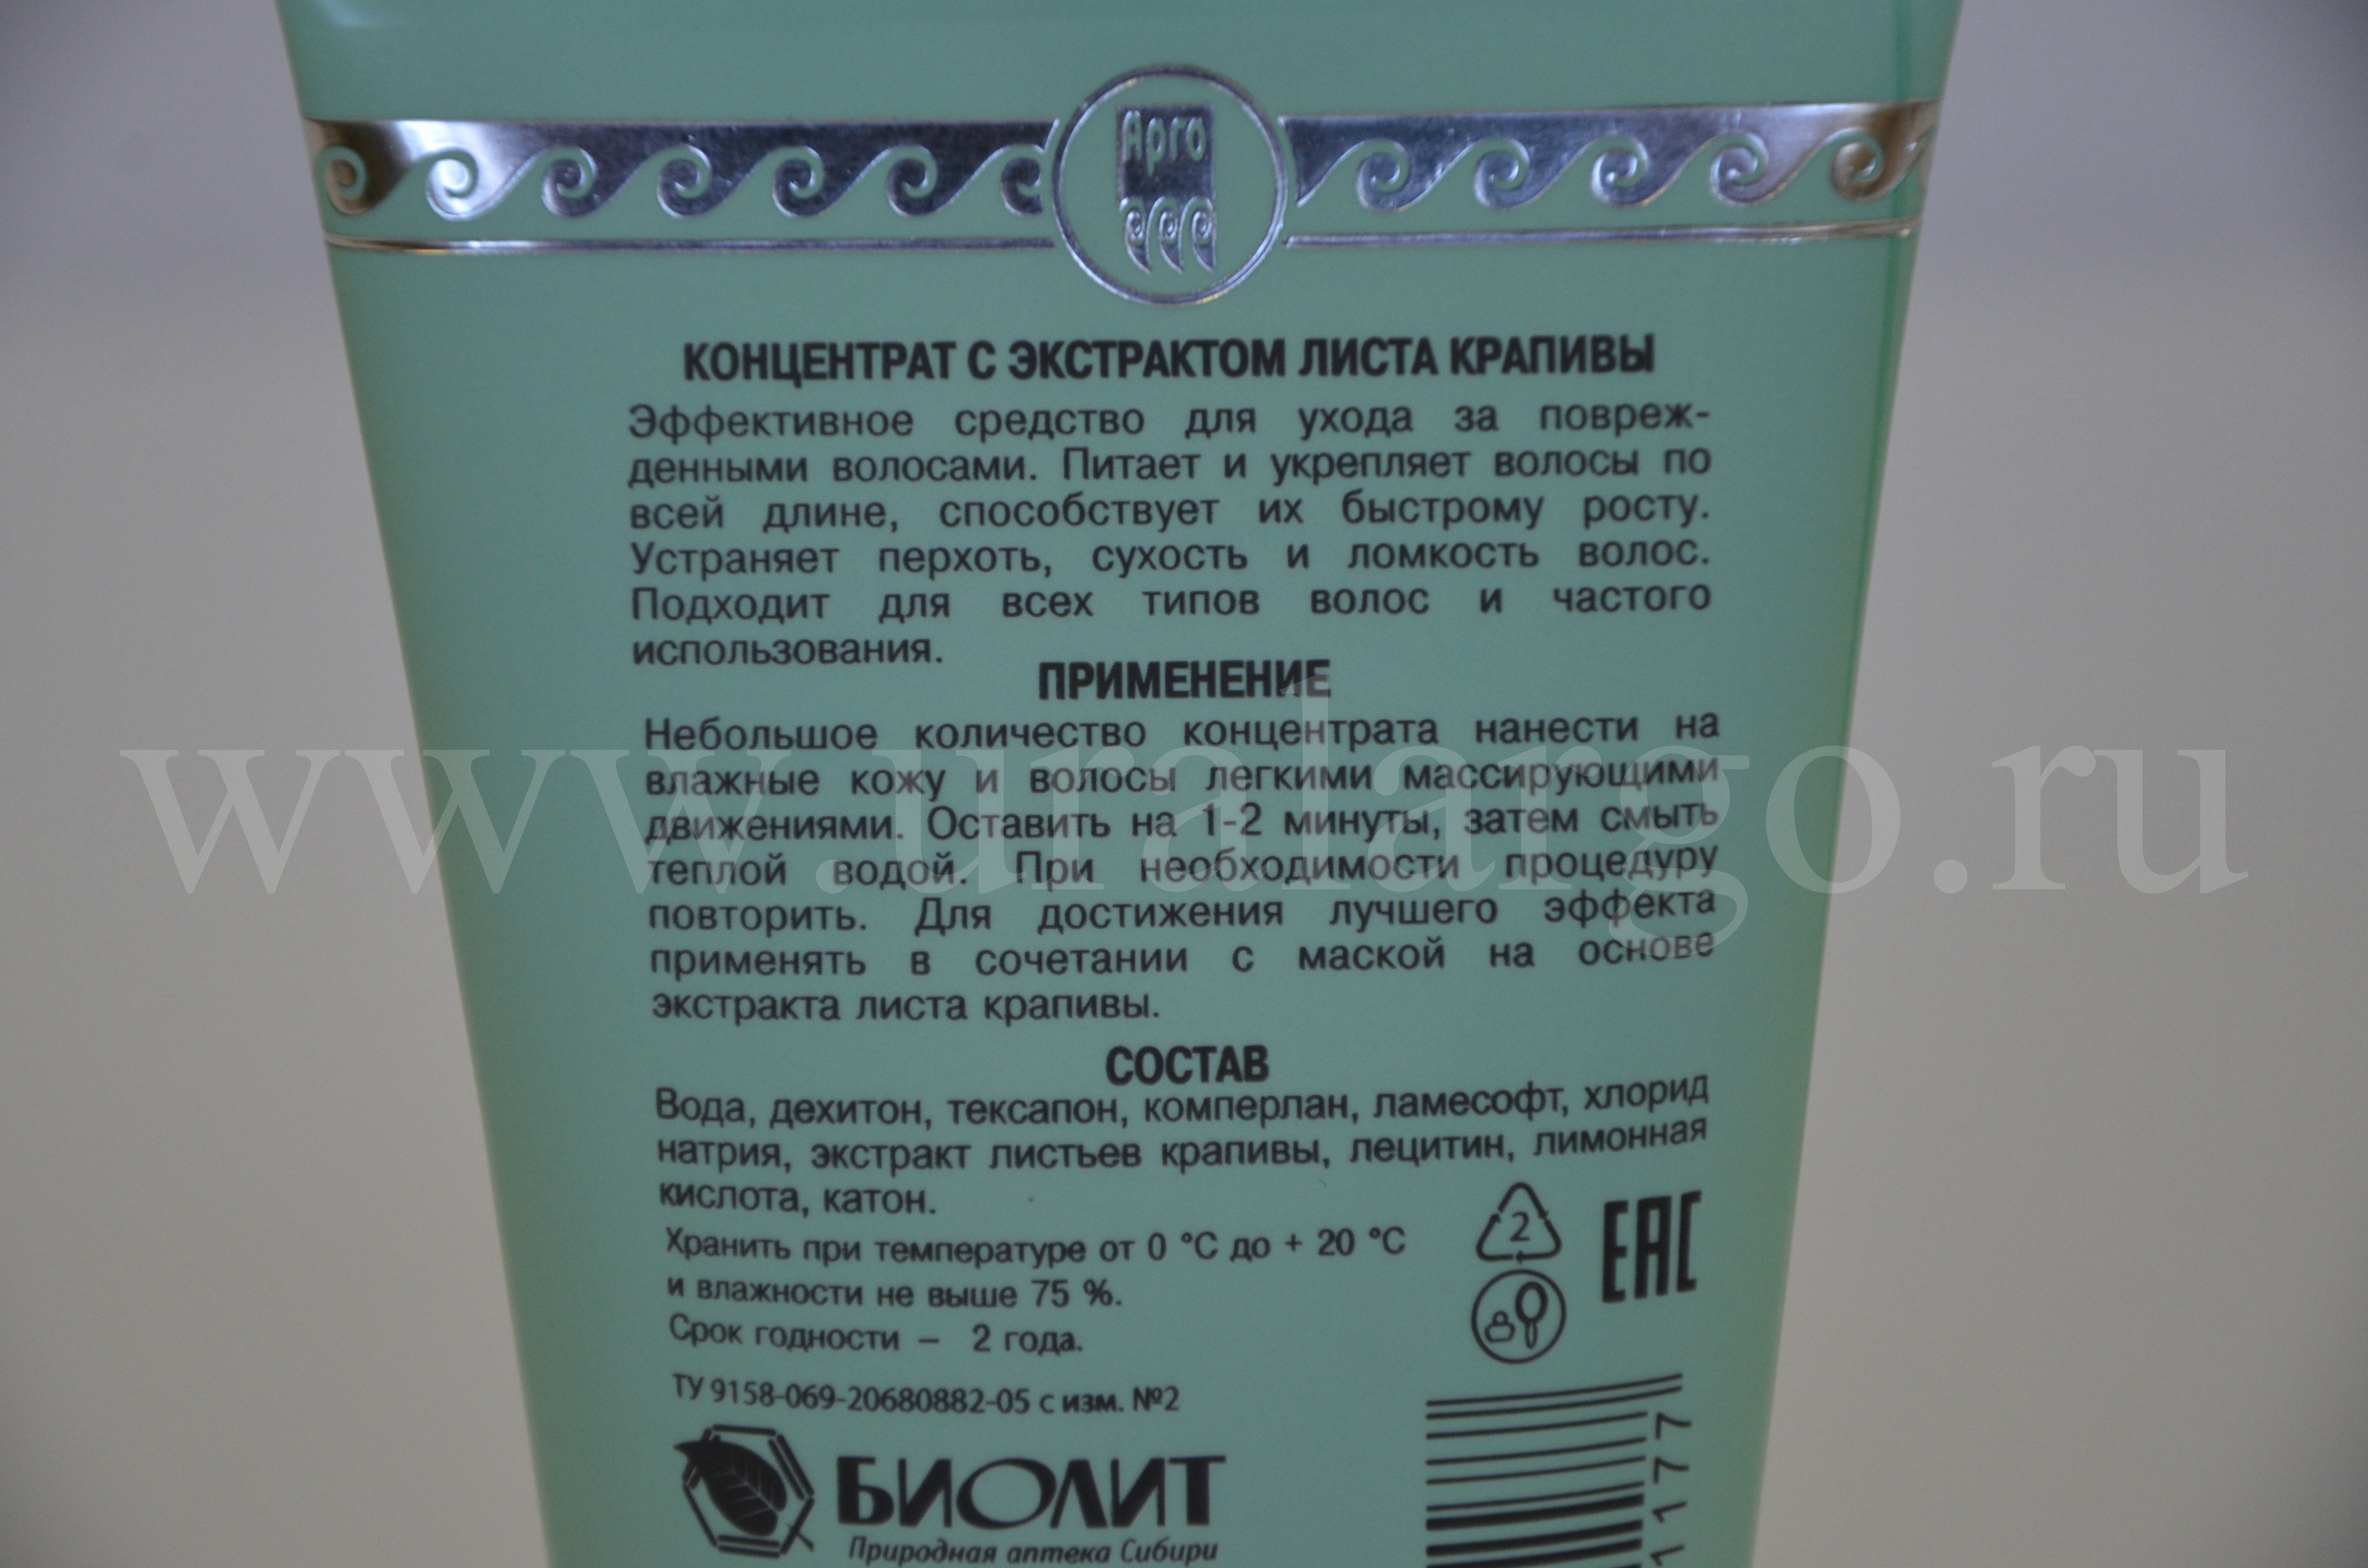 Арго
КОНЦЕНТРАТ С ЭКСТРАКТОМ ЛИСТА КРАПИВЫ
Эффективное средство для ухода за повреж-
денными волосами. Питает и укрепляет волосы по
всей длине, способствует их быстрому росту.
Устраняет перхоть, сухость и ломкость волос.
Подходит для всех типов волос и частого
использования.
ПРИМЕНЕНИЕ
Небольшое количество концентрата нанести на
влажные кожу и волосы легкими массирующими
движениями. Оставить на 1-2 минуты, затем смыть
теплой водой. При необходимости процедуру
повторить. Для достижения лучшего эффекта
применять в сочетании с маской на основе
экстракта листа крапивы.
www.uralargo.ru
СОСТАВ
Вода, дехитон, тексапон, комперлан, ламесофт, хлорид
натрия, экстракт листьев крапивы, лецитин, лимонная
кислота, катон.
Хранить при температуре от 0 °C до + 20 °C
и влажности не выше 75 %.
Срок годности – 2 года.
2
ЕАС
ТУ 9158-069-20680882-05 с изм. №2
БИОЛИТ
Природная аптека Сибири
1177